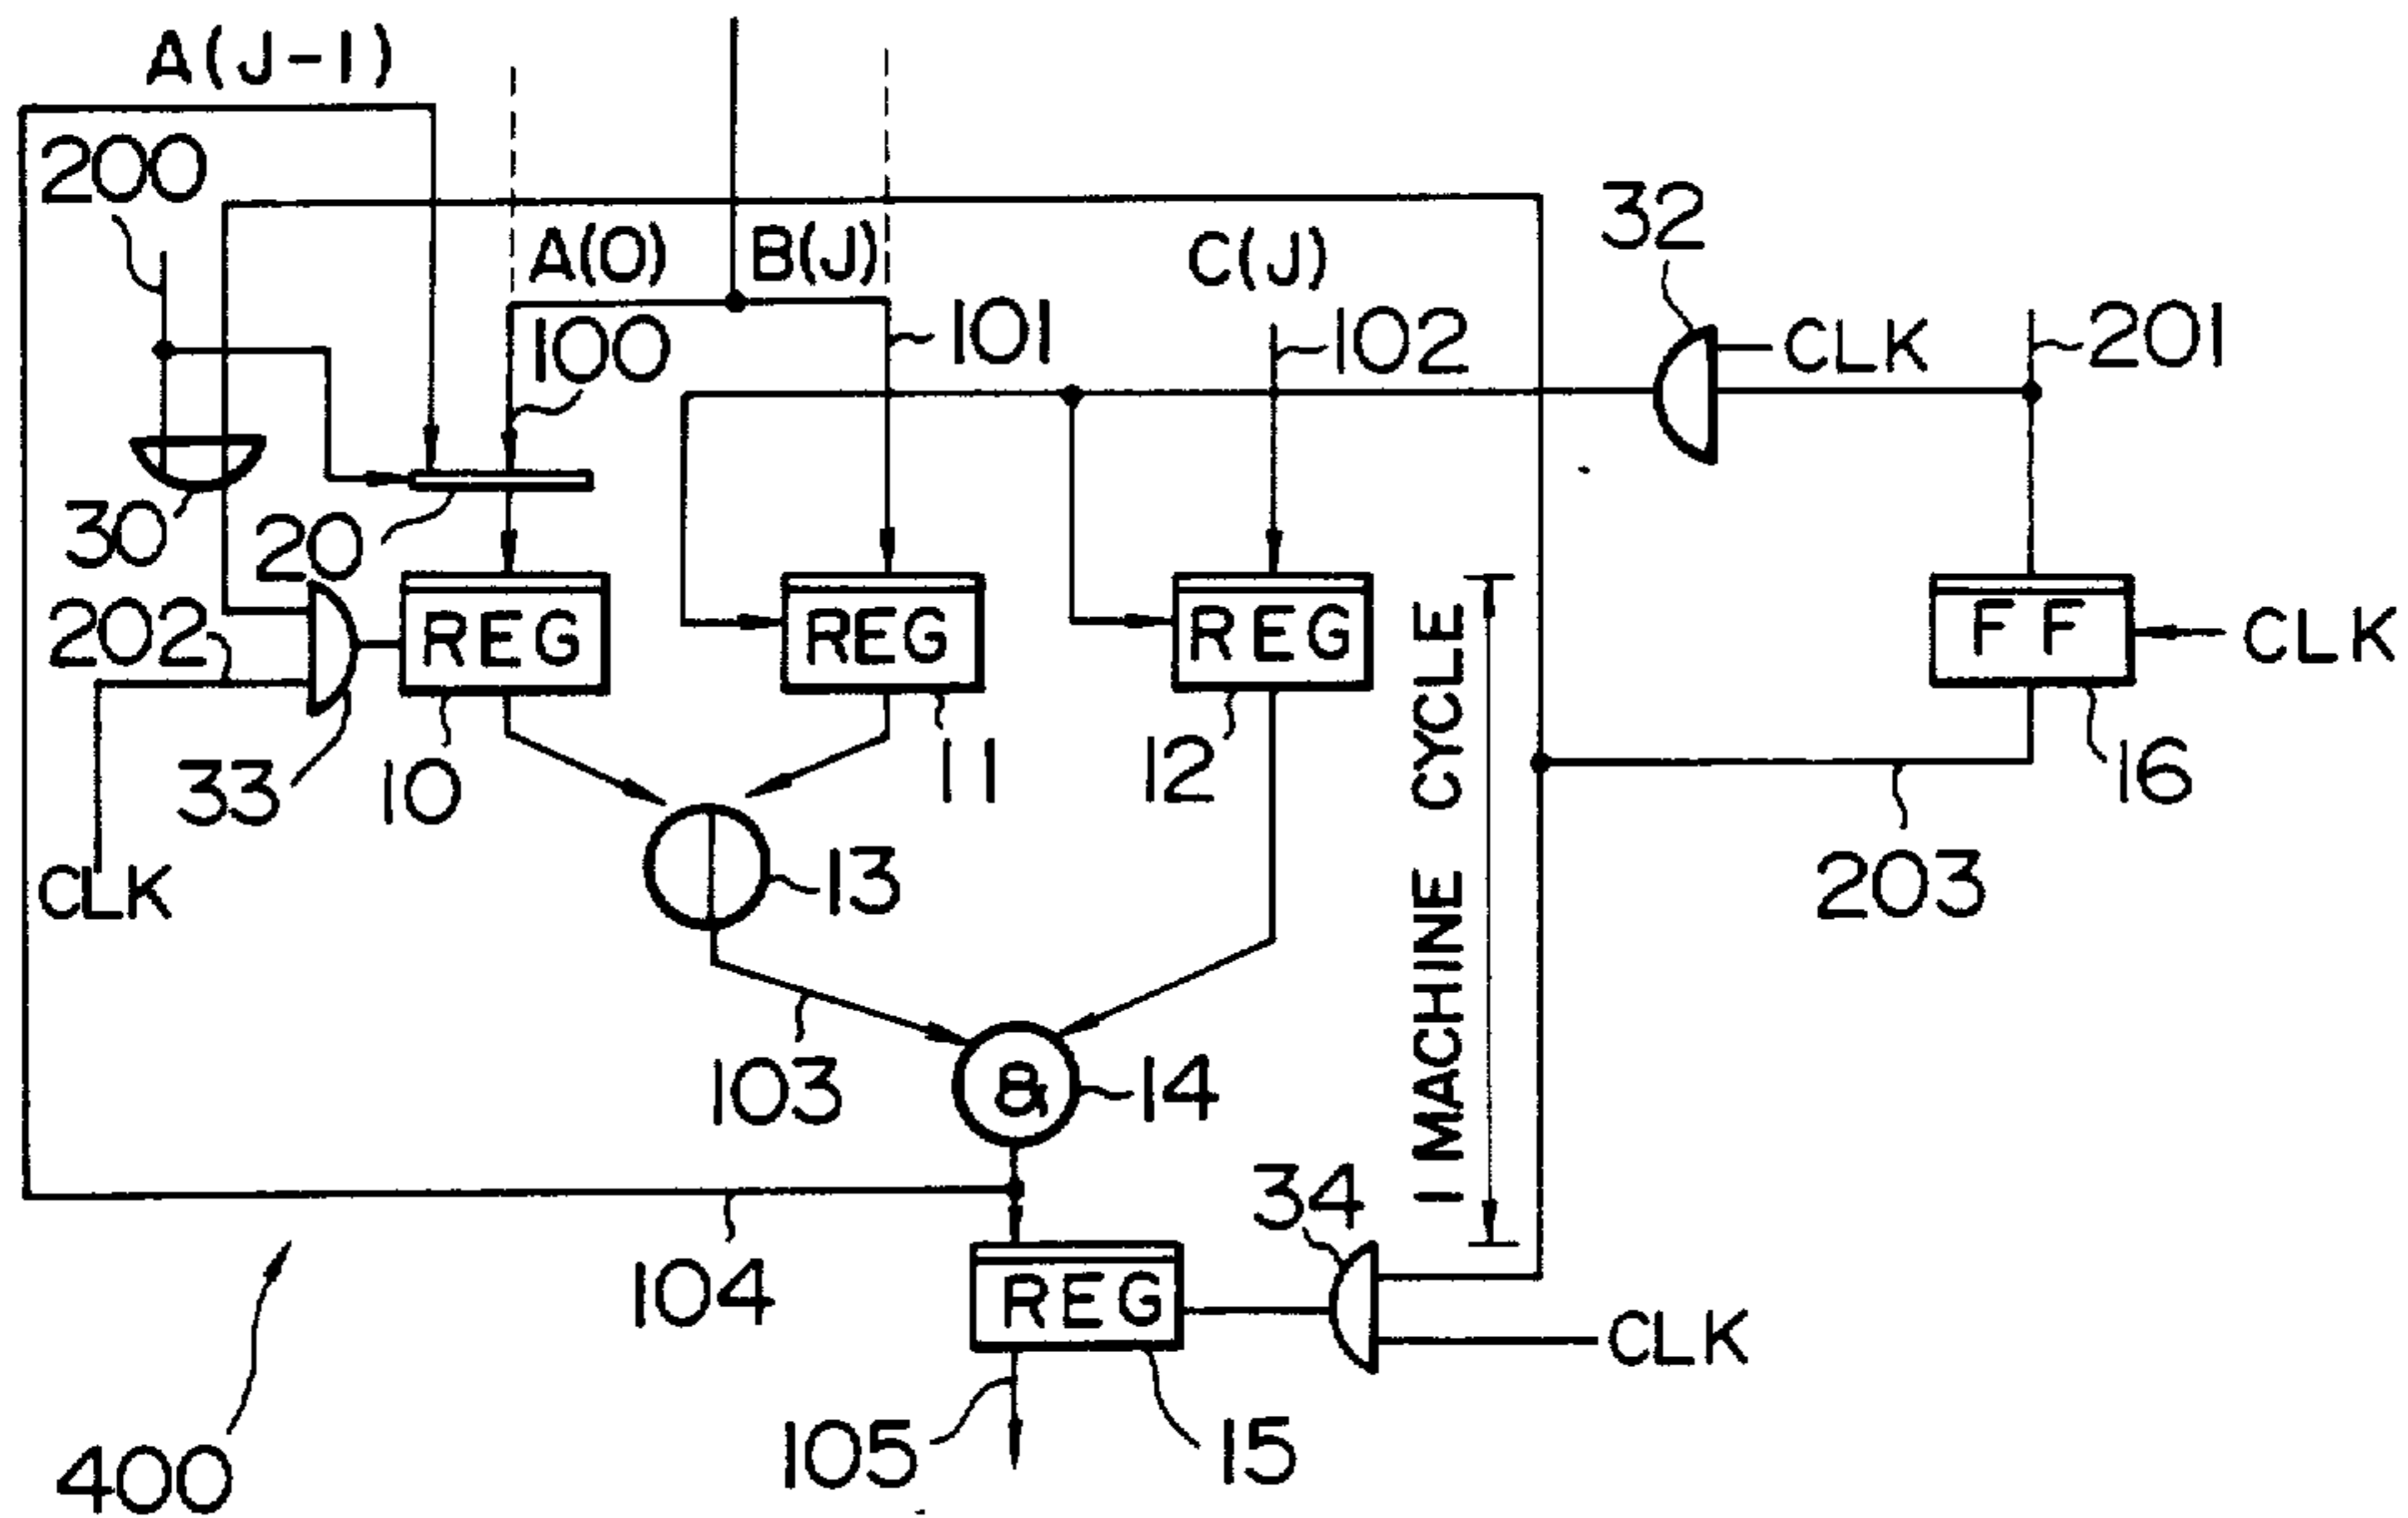 A(J-1)
200
A(0)
B(J)
C(J)
32
100
101
102
CLK
201
30
20
202
REG
REG
REG
FF
CLK
33
10
11
12
16
CLK
13
203
1 MACHINE CYCLE
103
&
14
104
34
REG
CLK
105
15
400